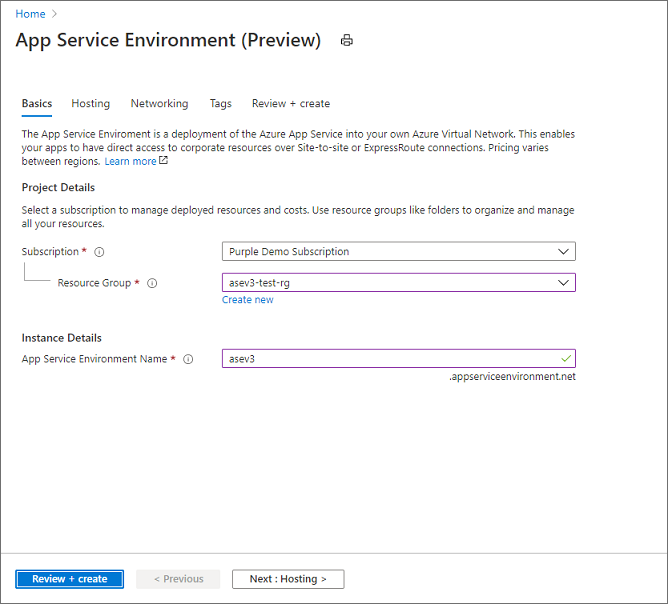 Home >
App Service Environment (Preview)
Basics Hosting Networking Tags Review + create
The App Service Enviroment is a deployment of the Azure App Service into your own Azure Virtual Network. This enables
your apps to have direct access to corporate resources over Site-to-site or ExpressRoute connections. Pricing varies
between regions. Learn more
Project Details
Select a subscription to manage deployed resources and costs. Use resource groups like folders to organize and manage
all your resources.
Subscription * Purple Demo Subscription
Resource Group * asev3-test-rg
Create new
Instance Details
App Service Environment Name * asev3
.appserviceenvironment.net
Review + create < Previous Next : Hosting >